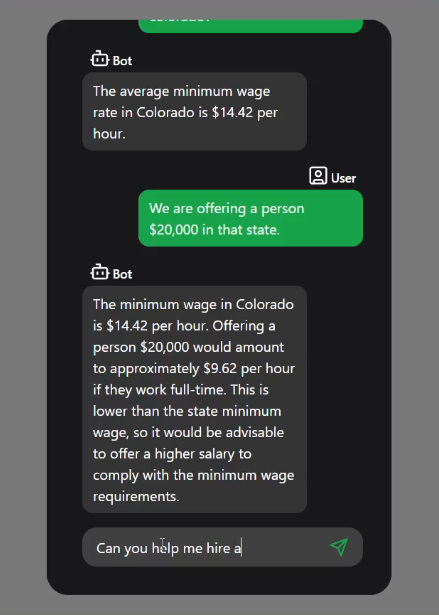 Colorado?
Bot
The average minimum wage
rate in Colorado is $14.42 per
hour.
User
We are offering a person
$20,000 in that state.
Bot
The minimum wage in Colorado
is $14.42 per hour. Offering a
person $20,000 would amount
to approximately $9.62 per hour
if they work full-time. This is
lower than the state minimum
wage, so it would be advisable
to offer a higher salary to
comply with the minimum wage
requirements.
Can you help me hire a